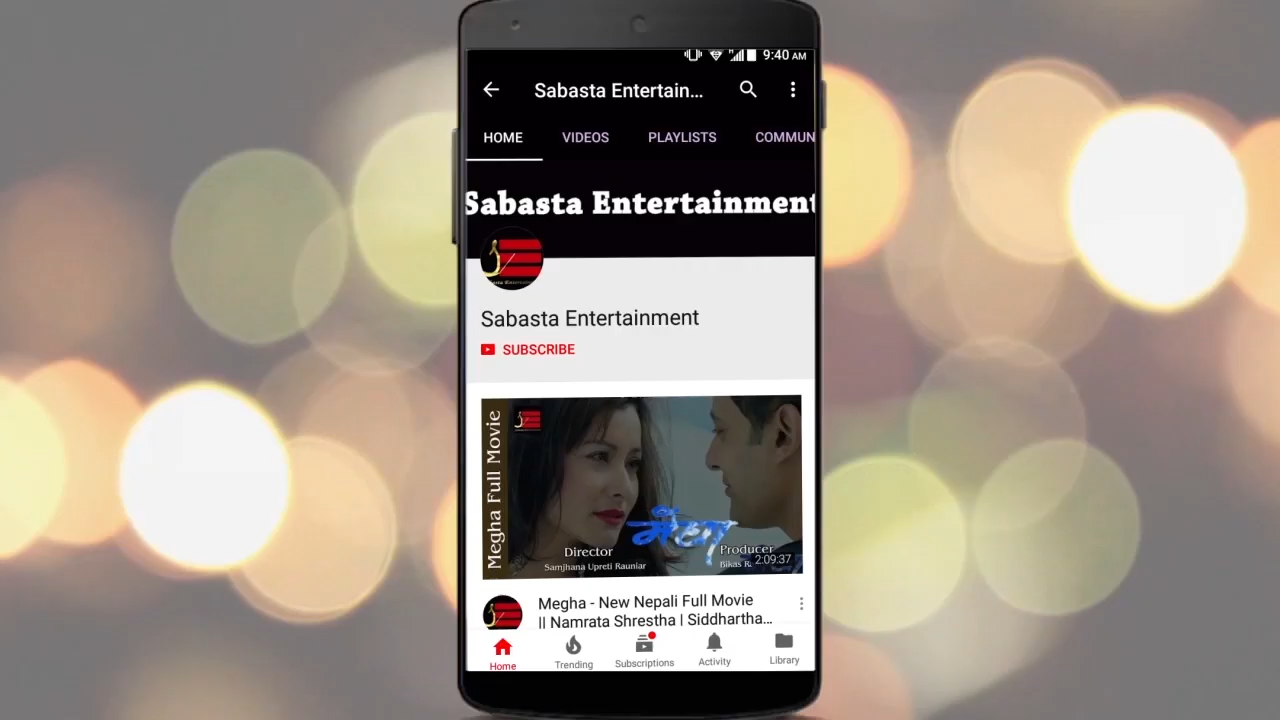 9:40 AM
Sabasta Entertain...
HOME VIDEOS PLAYLISTS COMMUN
Sabasta Entertainment
Sabasta Entertainment
SUBSCRIBE
Megha Full Movie
मेघा
Director
Samjhana Upreti Rauniar
Producer
Bikas R.
2:09:37
Megha - New Nepali Full Movie
|| Namrata Shrestha | Siddhartha...
Home Trending Subscriptions Activity Library